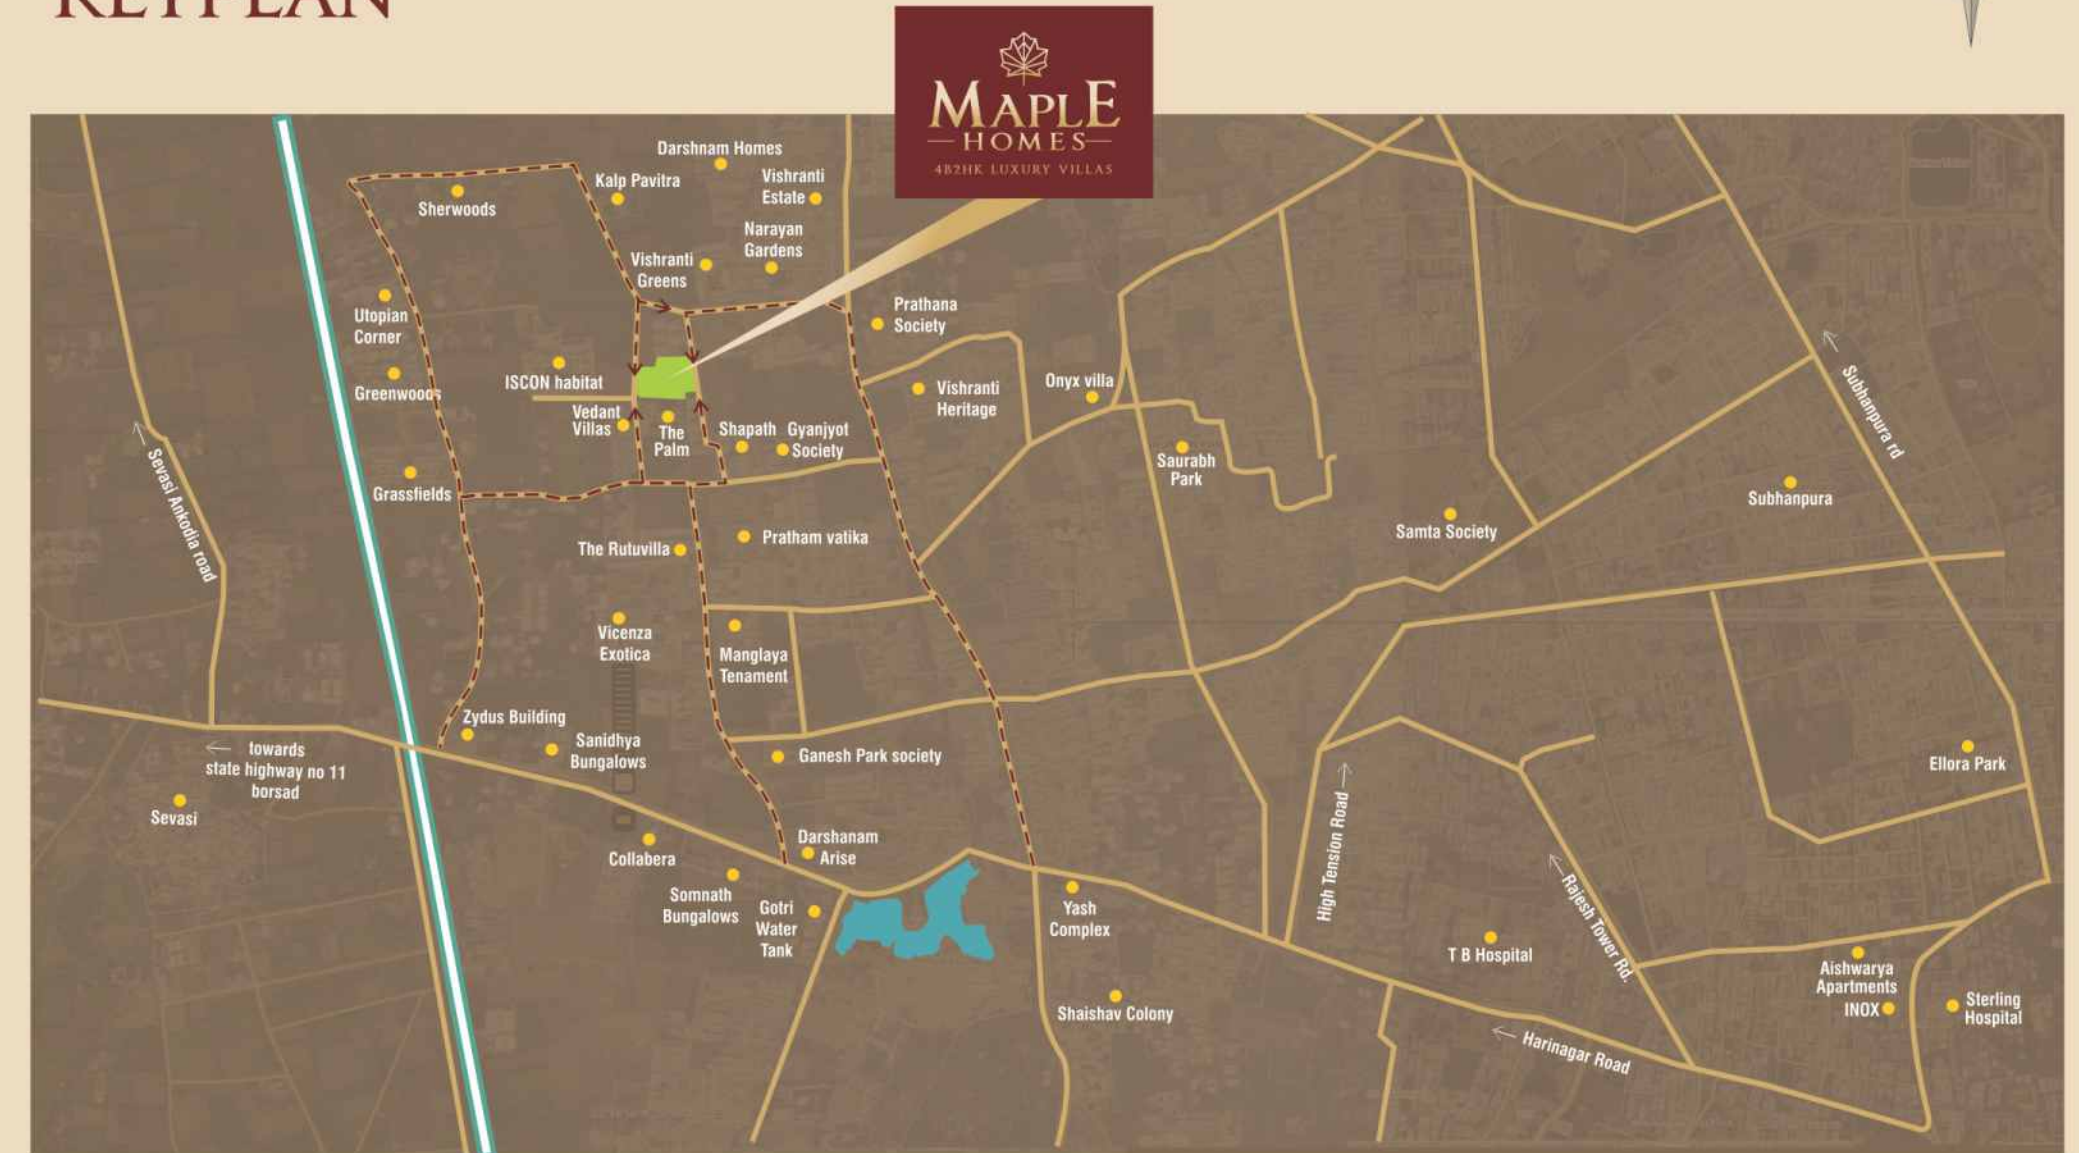 KEYPLAN
MAPLE
HOMES
4B2HK LUXURY VILLAS
Darshnam Homes
Kalp Pavitra
Vishranti
Estate
Sherwoods
Narayan
Gardens
Vishranti
Greens
Utopian
Corner
Prathana
Society
Greenwoods
ISCON habitat
Vishranti
Heritage
Onyx villa
Vedant
Villas
The
Palm
Shapath
Gyanjyot
Society
Saurabh
Park
Subhanpura rd
Sevasi Ankodia road
Grassfields
Subhanpura
Samta Society
The Rutuvilla
Pratham vatika
Vicenza
Exotica
Manglaya
Tenament
Zydus Building
Sanidhya
Bungalows
Ganesh Park society
towards
state highway no 11
borsad
Sevasi
Ellora Park
Collabera
Darshanam
Arise
High Tension Road
Rajesh Tower Rd.
Somnath
Bungalows
Gotri
Water
Tank
Yash
Complex
T B Hospital
Aishwarya
Apartments
INOX
Sterling
Hospital
Shaishav Colony
Harinagar Road